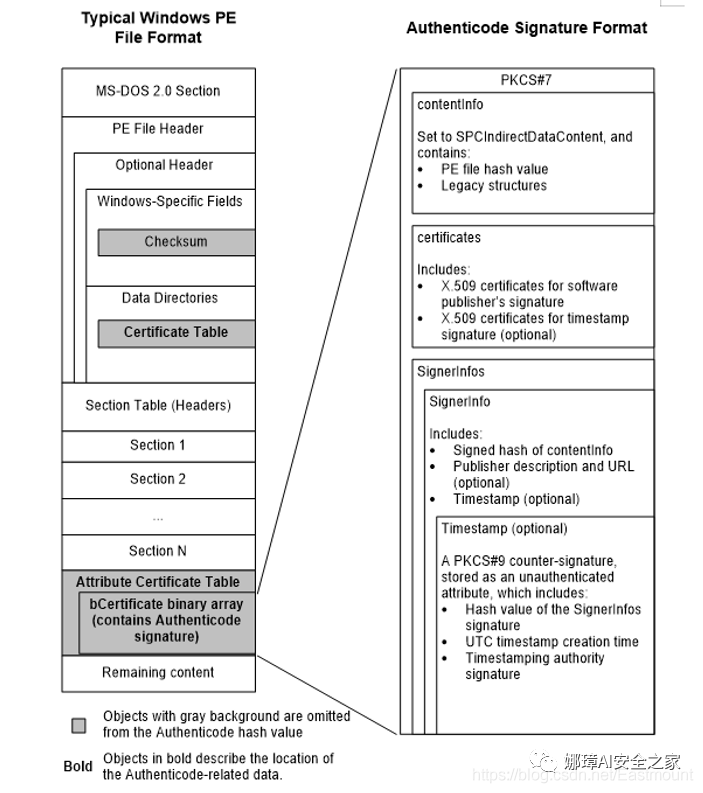 Typical Windows PE
File Format
MS-DOS 2.0 Section
PE File Header
Optional Header
Windows-Specific Fields
Checksum
Data Directories
Certificate Table
Section Table (Headers)
Section 1
Section 2
...
Section N
Attribute Certificate Table
bCertificate binary array
(contains Authenticode
signature)
Remaining content
Objects with gray background are omitted
from the Authenticode hash value
Bold Objects in bold describe the location of
the Authenticode-related data.
Authenticode Signature Format
PKCS#7
contentInfo
Set to SPCIndirectDataContent, and
contains:
• PE file hash value
• Legacy structures
certificates
Includes:
• X.509 certificates for software
publisher's signature
• X.509 certificates for timestamp
signature (optional)
SignerInfos
SignerInfo
Includes:
• Signed hash of contentInfo
• Publisher description and URL
(optional)
• Timestamp (optional)
Timestamp (optional)
A PKCS#9 counter-signature,
stored as an unauthenticated
attribute, which includes:
• Hash value of the SignerInfos
signature
• UTC timestamp creation time
• Timestamping authority
signature
娜璋AI安全之家
https://blog.csdn.net/Eastmount